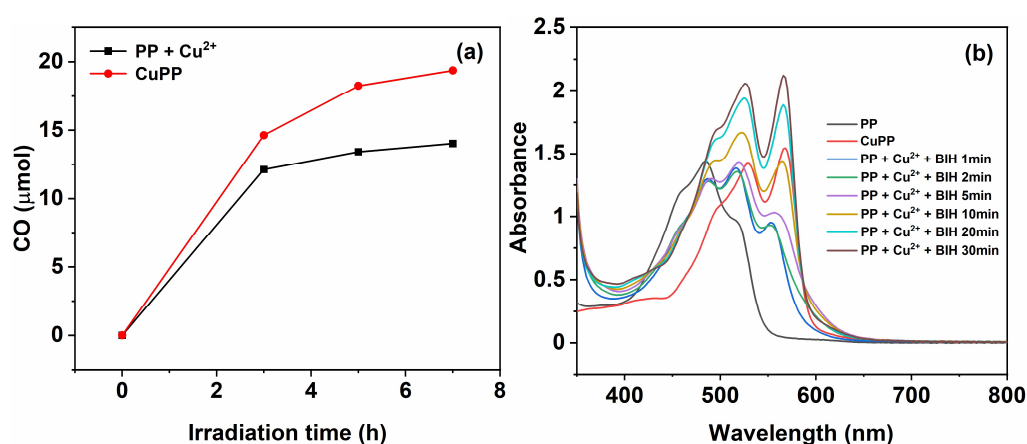 (a)
PP + Cu²⁺
CuPP
20
15
10
5
0
0
2
4
6
8
CO (μmol)
Irradiation time (h)
(b)
PP
CuPP
PP + Cu²⁺ + BIH 1min
PP + Cu²⁺ + BIH 2min
PP + Cu²⁺ + BIH 5min
PP + Cu²⁺ + BIH 10min
PP + Cu²⁺ + BIH 20min
PP + Cu²⁺ + BIH 30min
2.5
2
1.5
1
0.5
0
400
500
600
700
800
Absorbance
Wavelength (nm)